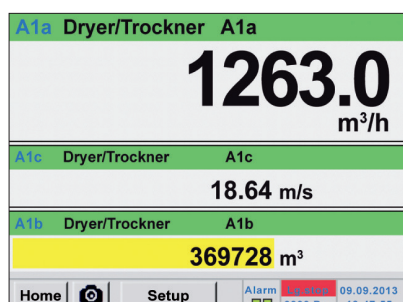 A1a Dryer/Trockner A1a
1263.0
m³/h
A1c Dryer/Trockner A1c
18.64 m/s
A1b Dryer/Trockner A1b
369728 m³
Home Setup Alarm 09.09.2013